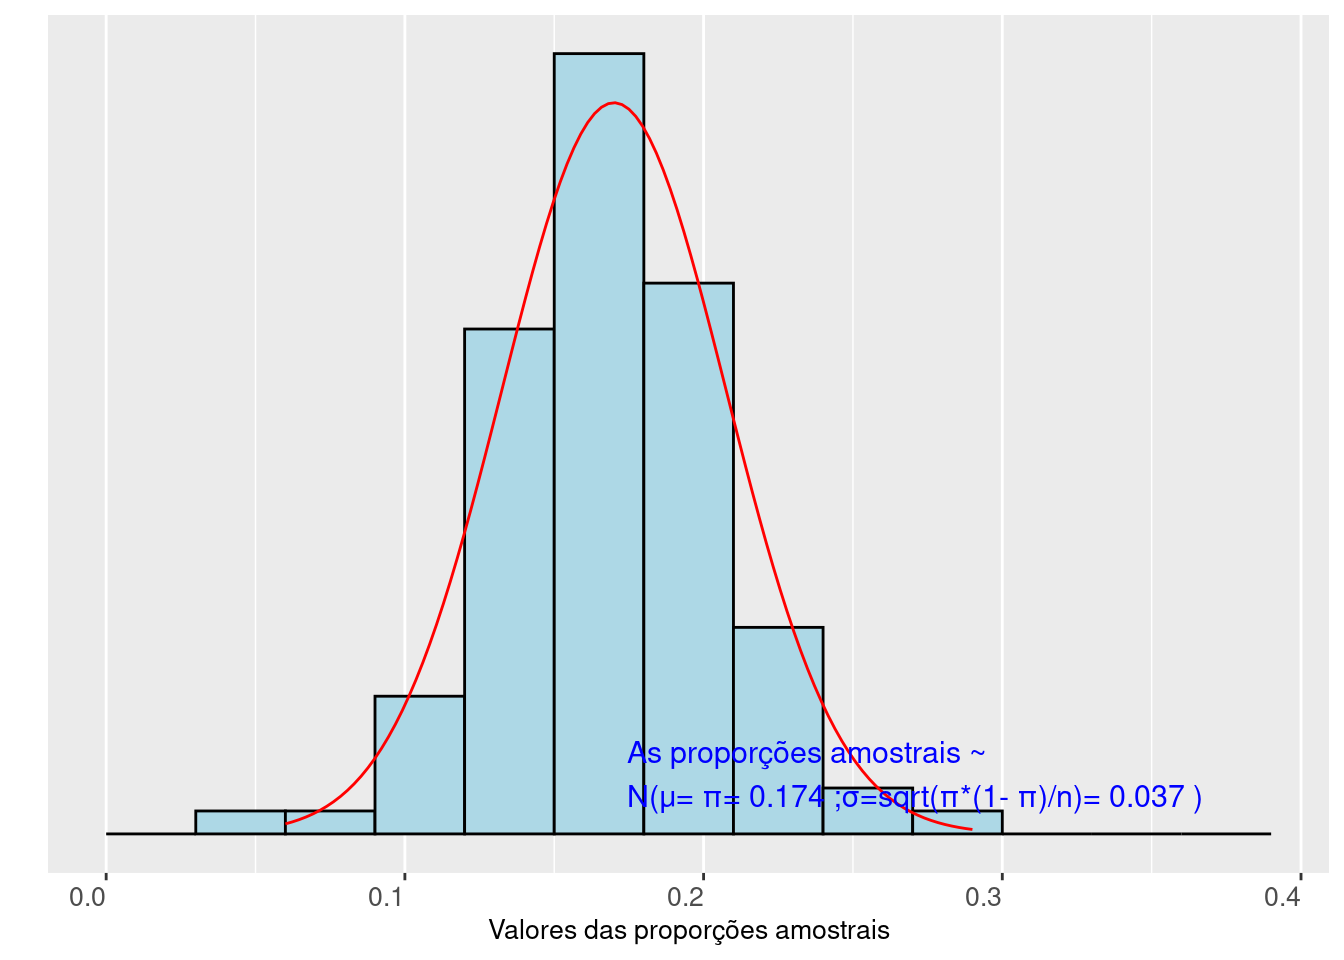 As proporções amostrais ~
N(μ= π= 0.174 ;σ=sqrt(π*(1- π)/n)= 0.037 )
0.0 0.1 0.2 0.3 0.4
Valores das proporções amostrais